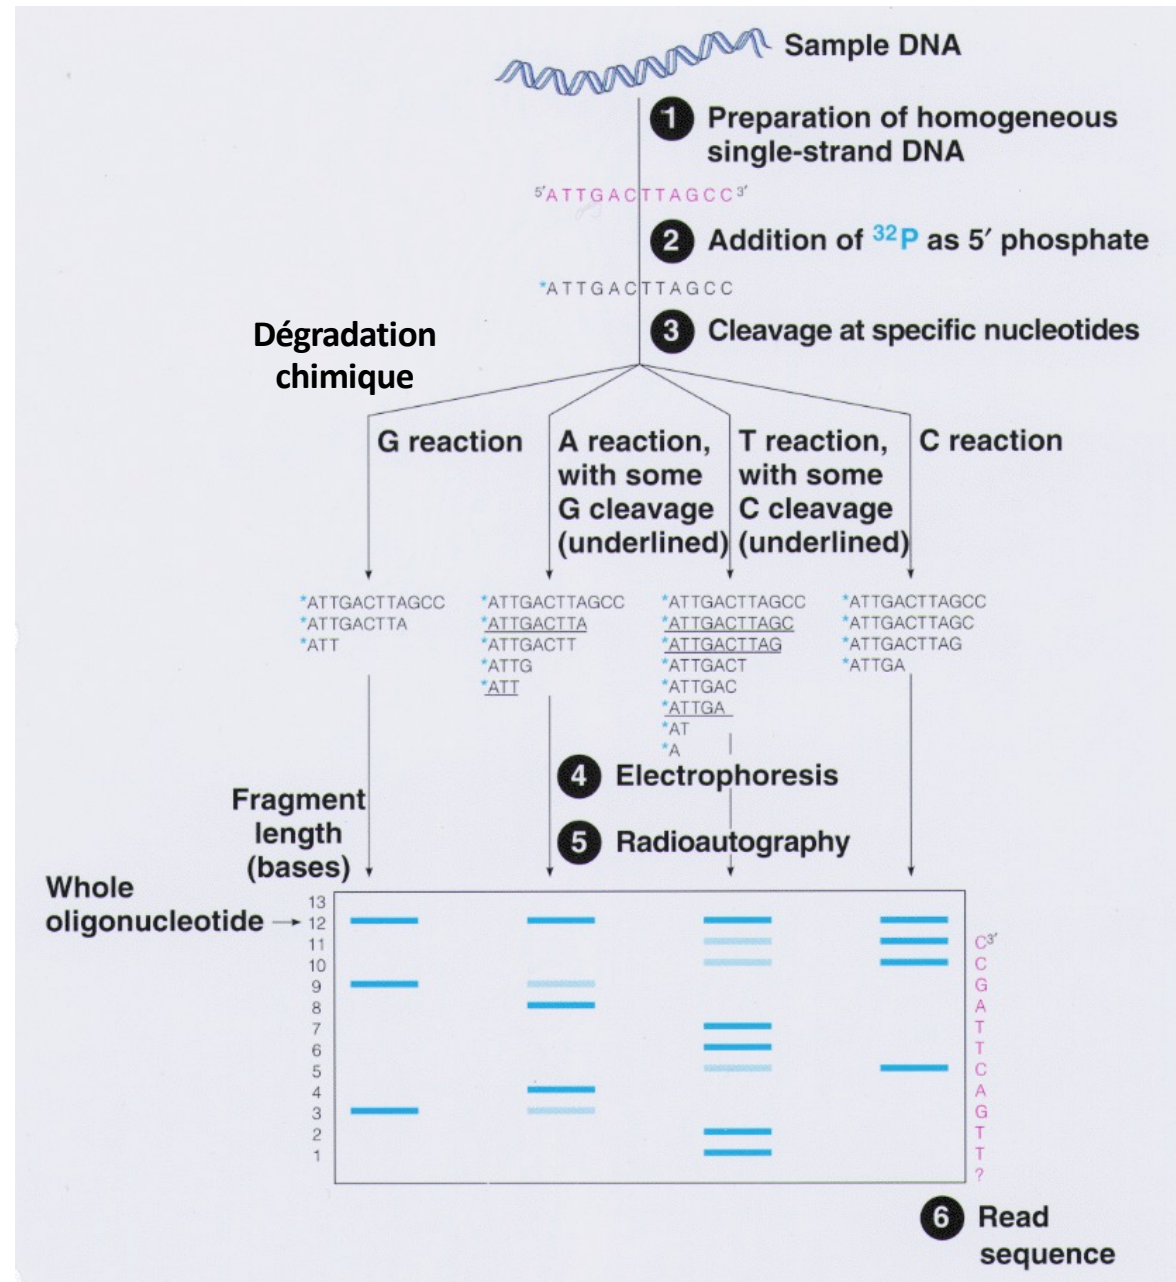 Sample DNA
1 Preparation of homogeneous
single-strand DNA
5′ATTGACTTAGCC3′
2 Addition of 32P as 5′ phosphate
*ATTGACTTAGCC
3 Cleavage at specific nucleotides
Dégradation
chimique
G reaction
A reaction,
with some
G cleavage
(underlined)
T reaction,
with some
C cleavage
(underlined)
C reaction
*ATTGACTTAGCC
*ATTGACTTA
*ATT
*ATTGACTTAGCC
*ATTGACTTA
*ATTGACTT
*ATTG
*ATT
*ATTGACTTAGCC
*ATTGACTTAGC
*ATTGACTTAG
*ATTGACT
*ATTGAC
*ATTGA
*AT
*A
*ATTGACTTAGCC
*ATTGACTTAGC
*ATTGACTTAG
*ATTGA
4 Electrophoresis
5 Radioautography
Fragment
length
(bases)
Whole
oligonucleotide
13
12
11
10
9
8
7
6
5
4
3
2
1
C3′
C
G
A
T
T
C
A
G
T
T
?
6 Read
sequence